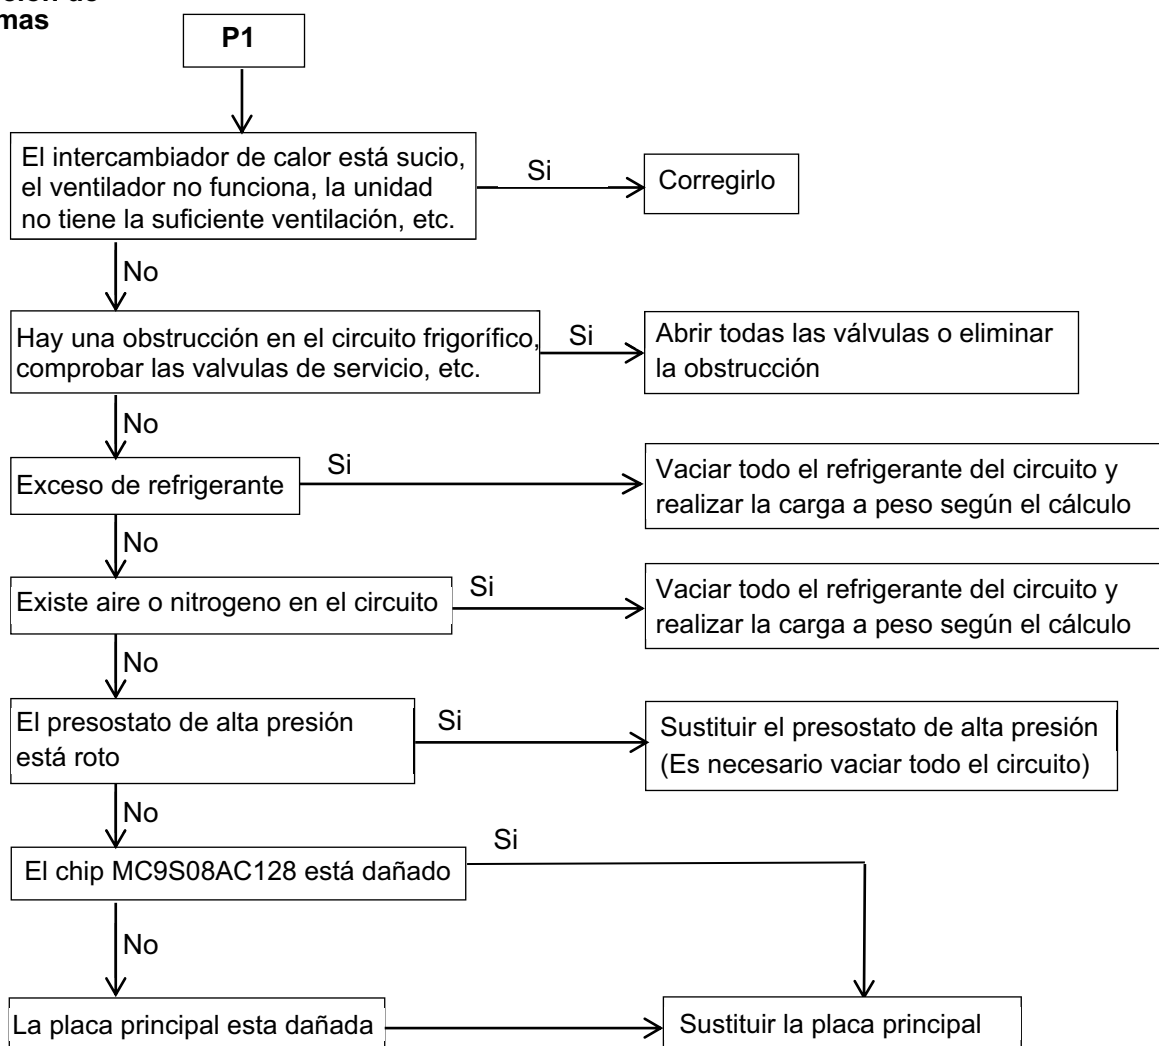 mas
P1
El intercambiador de calor está sucio,
el ventilador no funciona, la unidad
no tiene la suficiente ventilación, etc.
Si
Corregirlo
No
Hay una obstrucción en el circuito frigorífico,
comprobar las valvulas de servicio, etc.
Si
Abrir todas las válvulas o eliminar
la obstrucción
No
Exceso de refrigerante
Si
Vaciar todo el refrigerante del circuito y
realizar la carga a peso según el cálculo
No
Existe aire o nitrogeno en el circuito
Si
Vaciar todo el refrigerante del circuito y
realizar la carga a peso según el cálculo
No
El presostato de alta presión
está roto
Si
Sustituir el presostato de alta presión
(Es necesario vaciar todo el circuito)
No
El chip MC9S08AC128 está dañado
Si
No
La placa principal esta dañada
Sustituir la placa principal